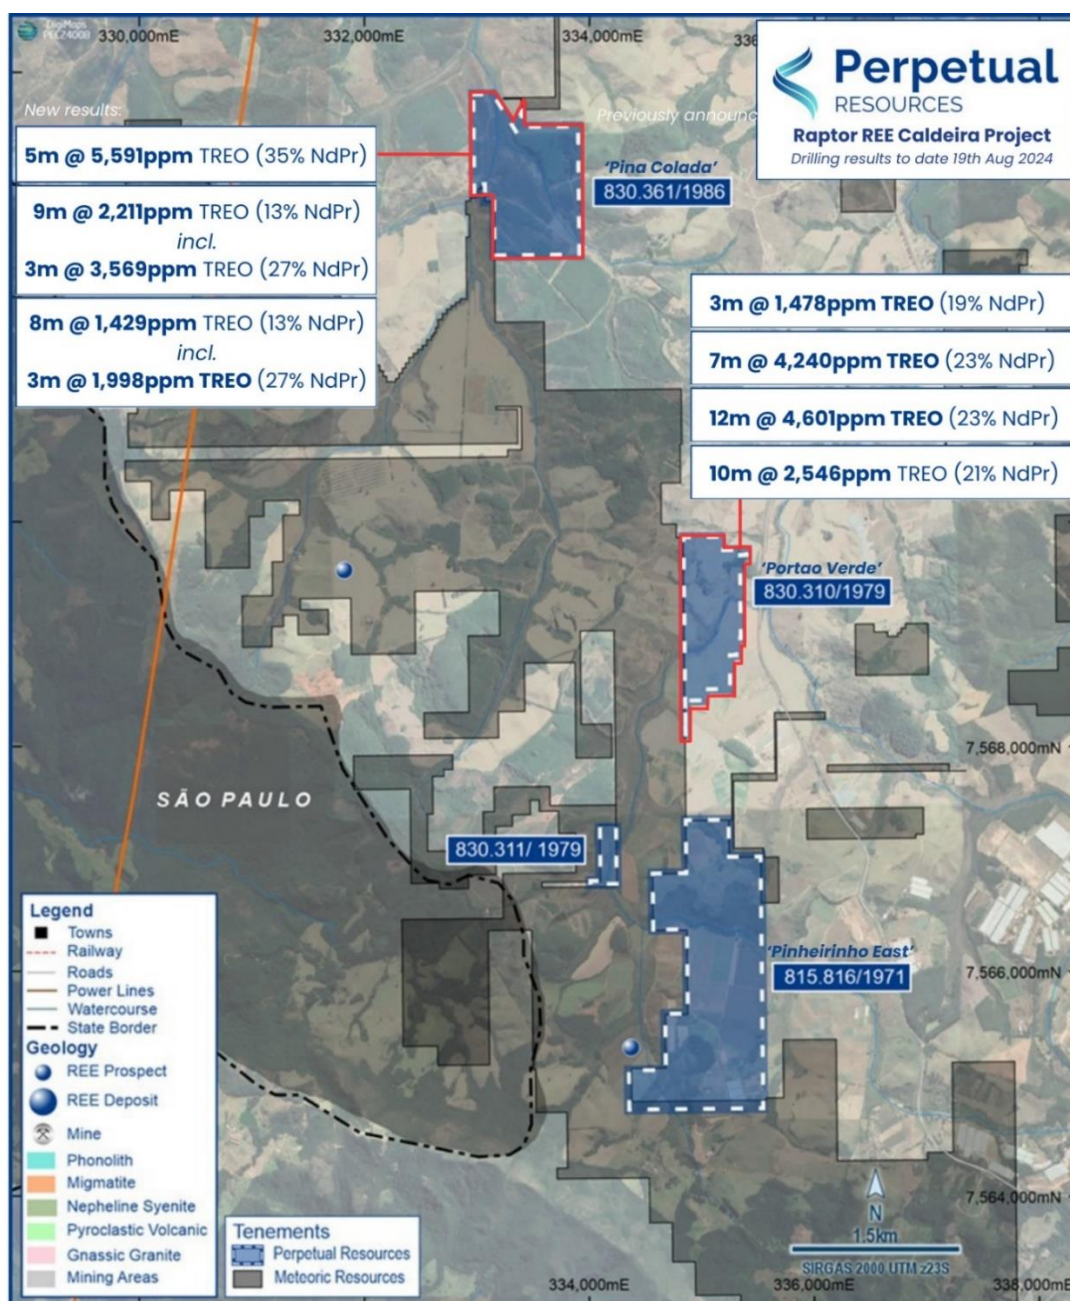 DigiMaps
PEC24008
330,000mE
332,000mE
334,000mE
Perpetual
RESOURCES
Raptor REE Caldeira Project
Drilling results to date 19th Aug 2024
New results:
Previously announc
5m @ 5,591ppm TREO (35% NdPr)
9m @ 2,211ppm TREO (13% NdPr)
incl.
3m @ 3,569ppm TREO (27% NdPr)
8m @ 1,429ppm TREO (13% NdPr)
incl.
3m @ 1,998ppm TREO (27% NdPr)
'Pina Colada'
830.361/1986
3m @ 1,478ppm TREO (19% NdPr)
7m @ 4,240ppm TREO (23% NdPr)
12m @ 4,601ppm TREO (23% NdPr)
10m @ 2,546ppm TREO (21% NdPr)
'Portao Verde'
830.310/1979
7,568,000mN
SÃO PAULO
830.311/ 1979
'Pinheirinho East'
815.816/1971
7,566,000mN
Legend
Towns
Railway
Roads
Power Lines
Watercourse
State Border
Geology
REE Prospect
REE Deposit
Mine
Phonolith
Migmatite
Nepheline Syenite
Pyroclastic Volcanic
Gnassic Granite
Mining Areas
Tenements
Perpetual Resources
Meteoric Resources
7,564,000mN
N
1.5km
SIRGAS 2000 UTM z23S
334,000mE
336,000mE
338,000mE